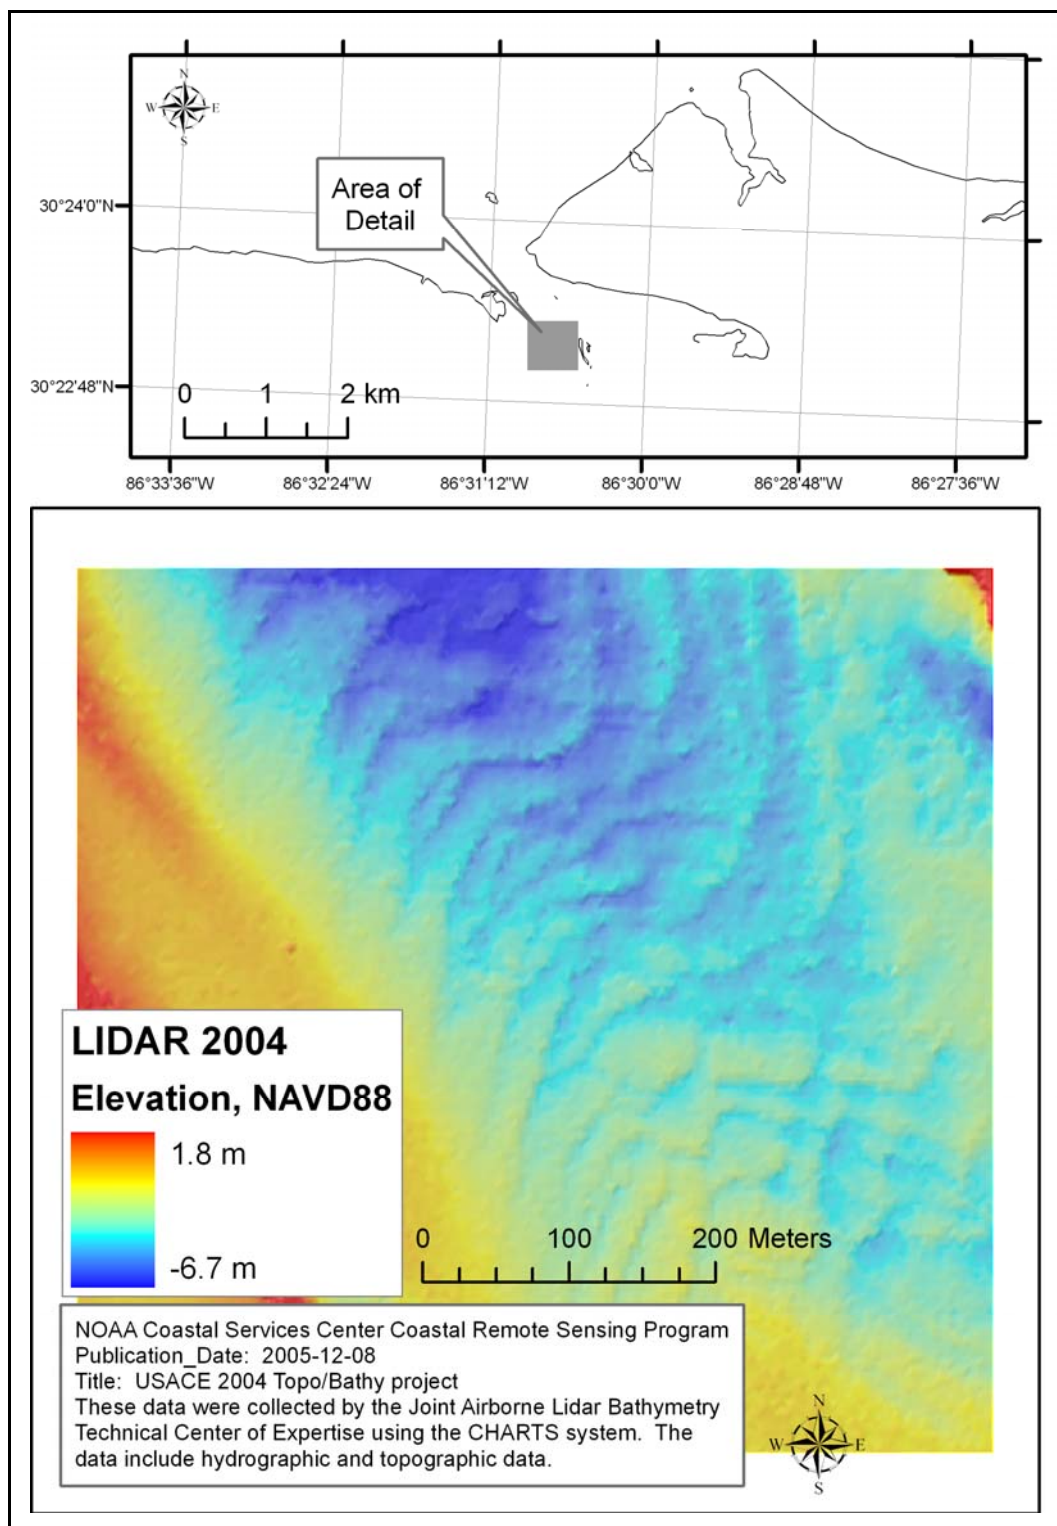 N
W E
S
Area of
Detail
30°24'0"N
30°22'48"N
0 1 2 km
86°33'36"W 86°32'24"W 86°31'12"W 86°30'0"W 86°28'48"W 86°27'36"W
LIDAR 2004
Elevation, NAVD88
1.8 m
-6.7 m
0 100 200 Meters
NOAA Coastal Services Center Coastal Remote Sensing Program
Publication_Date: 2005-12-08
Title: USACE 2004 Topo/Bathy project
These data were collected by the Joint Airborne Lidar Bathymetry
Technical Center of Expertise using the CHARTS system. The
data include hydrographic and topographic data.
N
W E
S